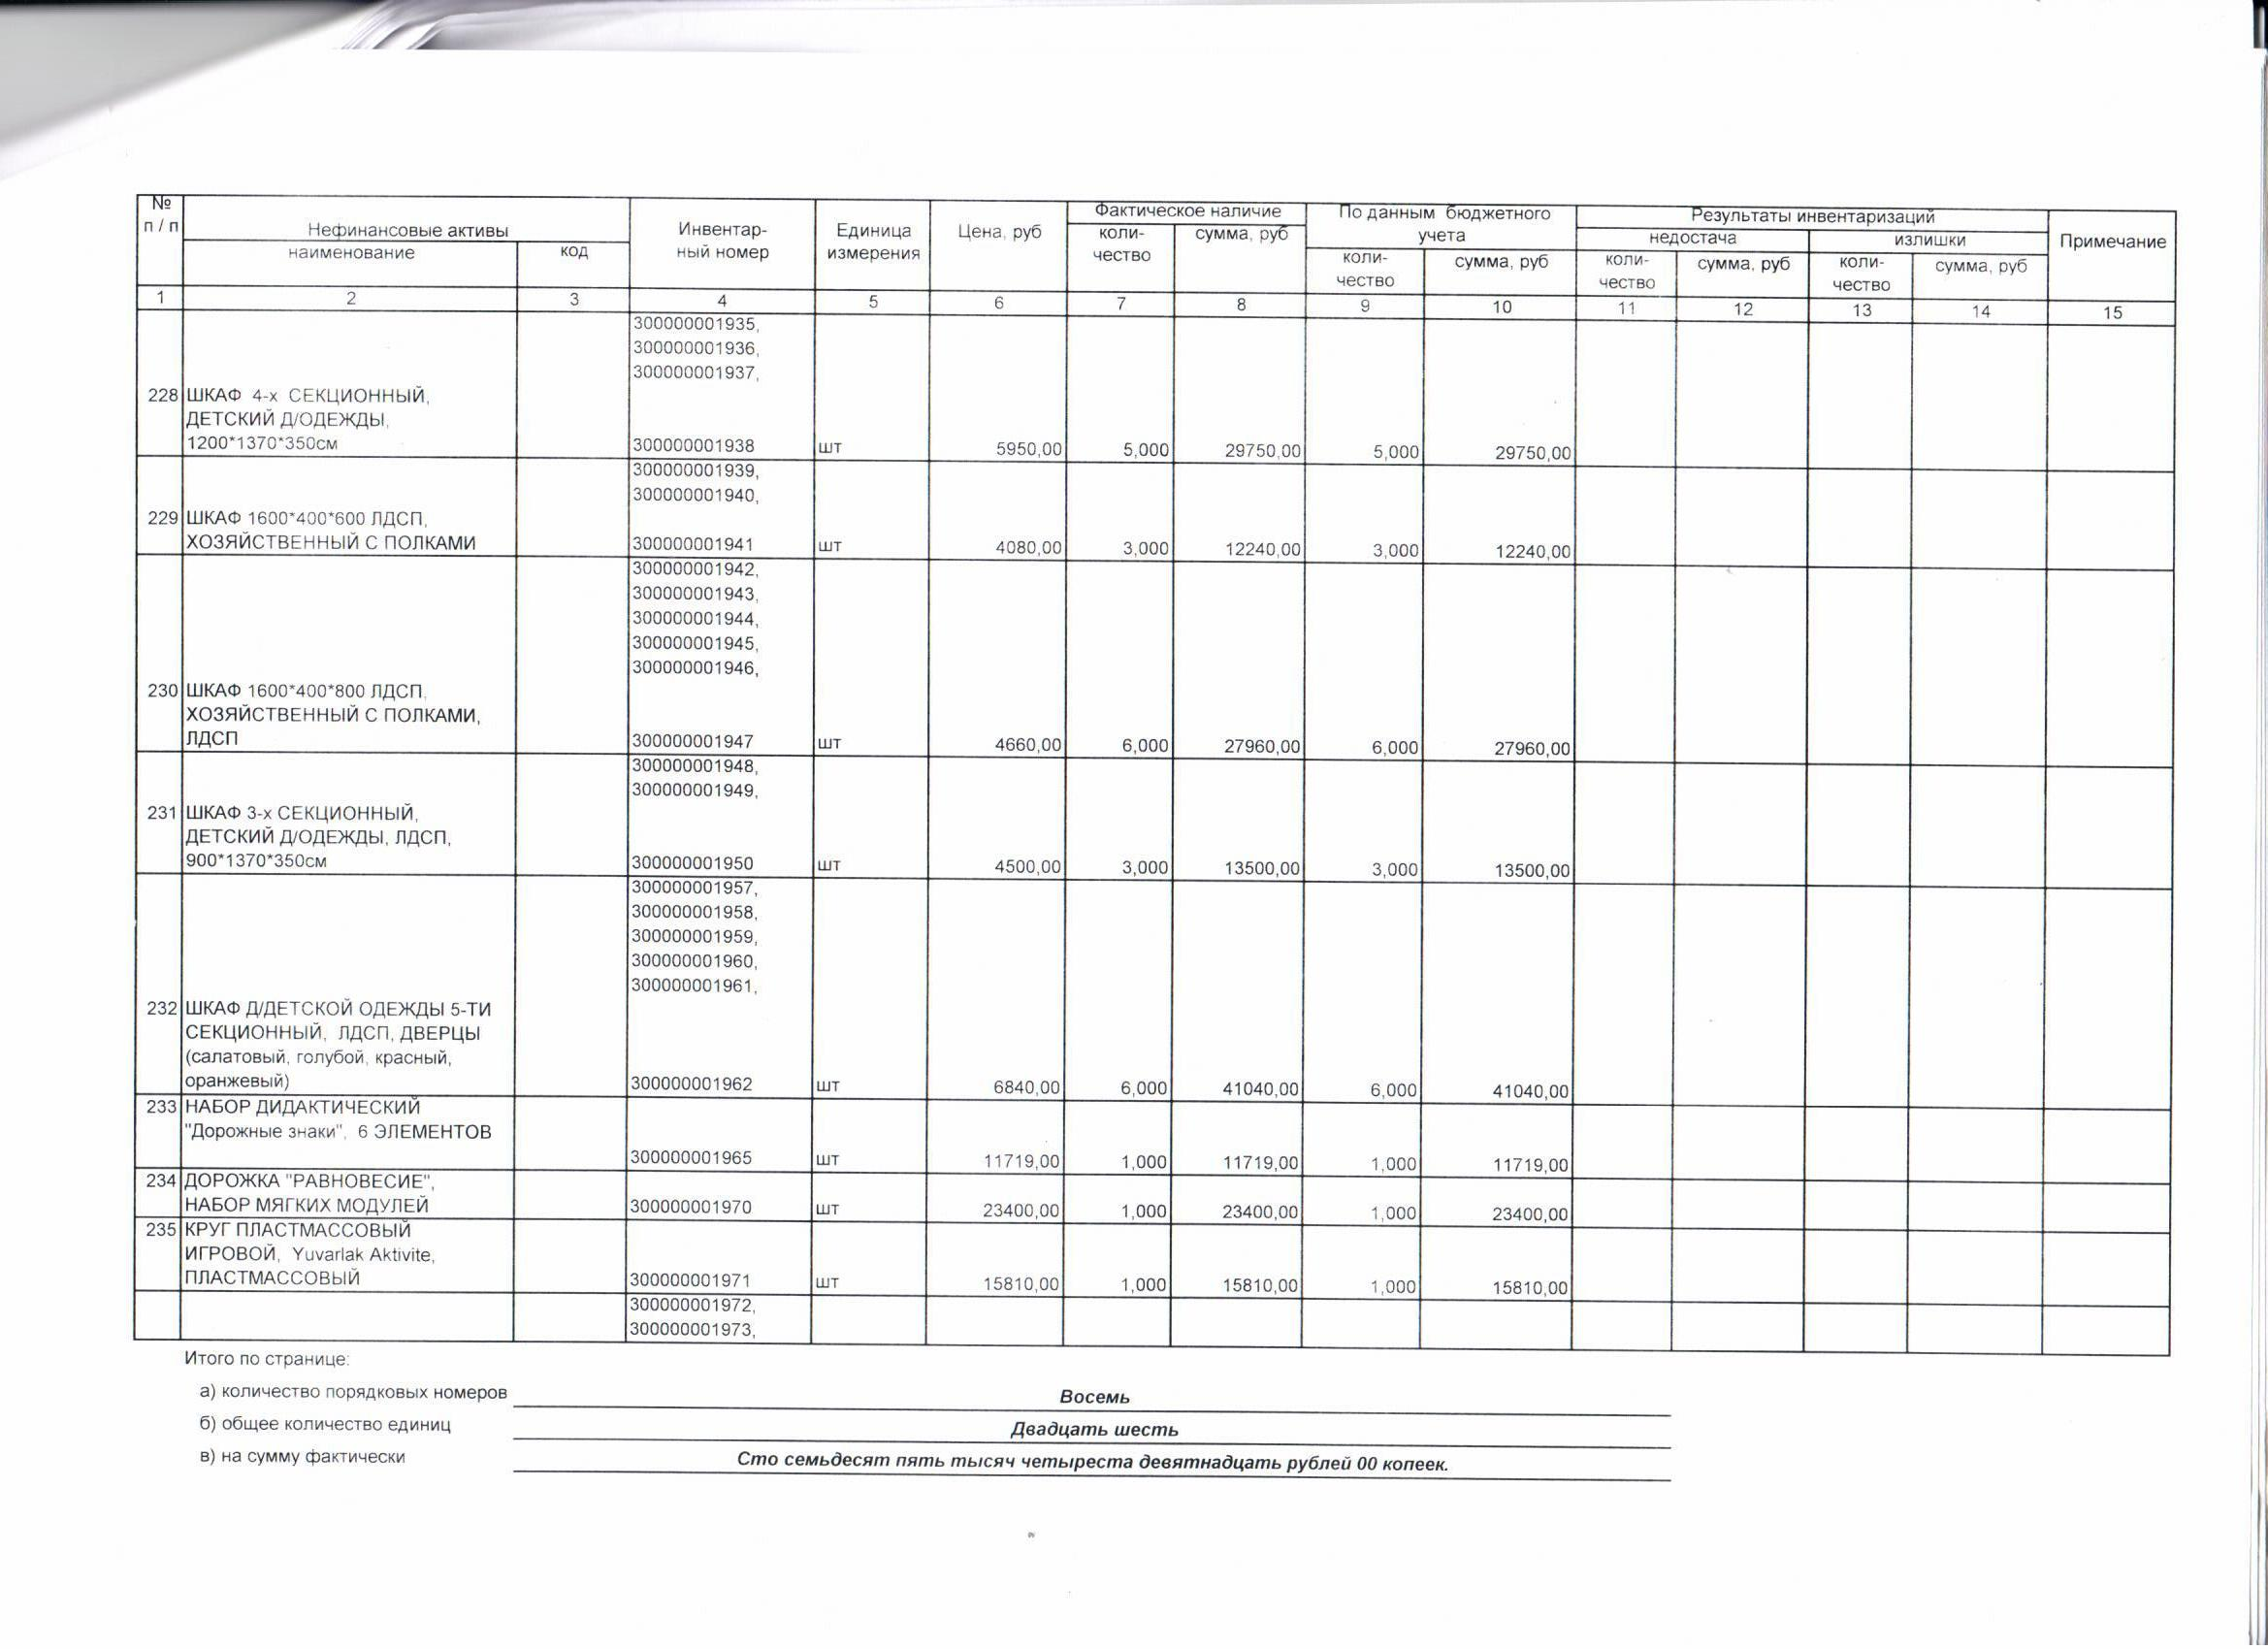 № п / п | Нефинансовые активы | Инвентар- ный номер | Единица измерения | Цена, руб | Фактическое наличие | По данным бюджетного учета | Результаты инвентаризаций | Примечание
наименование | код | коли- чество | сумма, руб | коли- чество | сумма, руб | недостача | излишки
коли- чество | сумма, руб | коли- чество | сумма, руб
1 2 3 4 5 6 7 8 9 10 11 12 13 14 15
300000001935,
300000001936,
300000001937,
228 ШКАФ 4-х СЕКЦИОННЫЙ,
ДЕТСКИЙ Д/ОДЕЖДЫ,
1200*1370*350см 300000001938 шт 5950,00 5,000 29750,00 5,000 29750,00
300000001939,
300000001940,
229 ШКАФ 1600*400*600 ЛДСП,
ХОЗЯЙСТВЕННЫЙ С ПОЛКАМИ 300000001941 шт 4080,00 3,000 12240,00 3,000 12240,00
300000001942,
300000001943,
300000001944,
300000001945,
300000001946,
230 ШКАФ 1600*400*800 ЛДСП,
ХОЗЯЙСТВЕННЫЙ С ПОЛКАМИ,
ЛДСП 300000001947 шт 4660,00 6,000 27960,00 6,000 27960,00
300000001948,
300000001949,
231 ШКАФ 3-х СЕКЦИОННЫЙ,
ДЕТСКИЙ Д/ОДЕЖДЫ, ЛДСП,
900*1370*350см 300000001950 шт 4500,00 3,000 13500,00 3,000 13500,00
300000001957,
300000001958,
300000001959,
300000001960,
300000001961,
232 ШКАФ Д/ДЕТСКОЙ ОДЕЖДЫ 5-ТИ
СЕКЦИОННЫЙ, ЛДСП, ДВЕРЦЫ
(салатовый, голубой, красный,
оранжевый) 300000001962 шт 6840,00 6,000 41040,00 6,000 41040,00
233 НАБОР ДИДАКТИЧЕСКИЙ
"Дорожные знаки", 6 ЭЛЕМЕНТОВ
300000001965 шт 11719,00 1,000 11719,00 1,000 11719,00
234 ДОРОЖКА "РАВНОВЕСИЕ",
НАБОР МЯГКИХ МОДУЛЕЙ 300000001970 шт 23400,00 1,000 23400,00 1,000 23400,00
235 КРУГ ПЛАСТМАССОВЫЙ
ИГРОВОЙ, Yuvarlak Aktivite,
ПЛАСТМАССОВЫЙ 300000001971 шт 15810,00 1,000 15810,00 1,000 15810,00
300000001972,
300000001973,
Итого по странице:
а) количество порядковых номеров Восемь
б) общее количество единиц Двадцать шесть
в) на сумму фактически Сто семьдесят пять тысяч четыреста девятнадцать рублей 00 копеек.